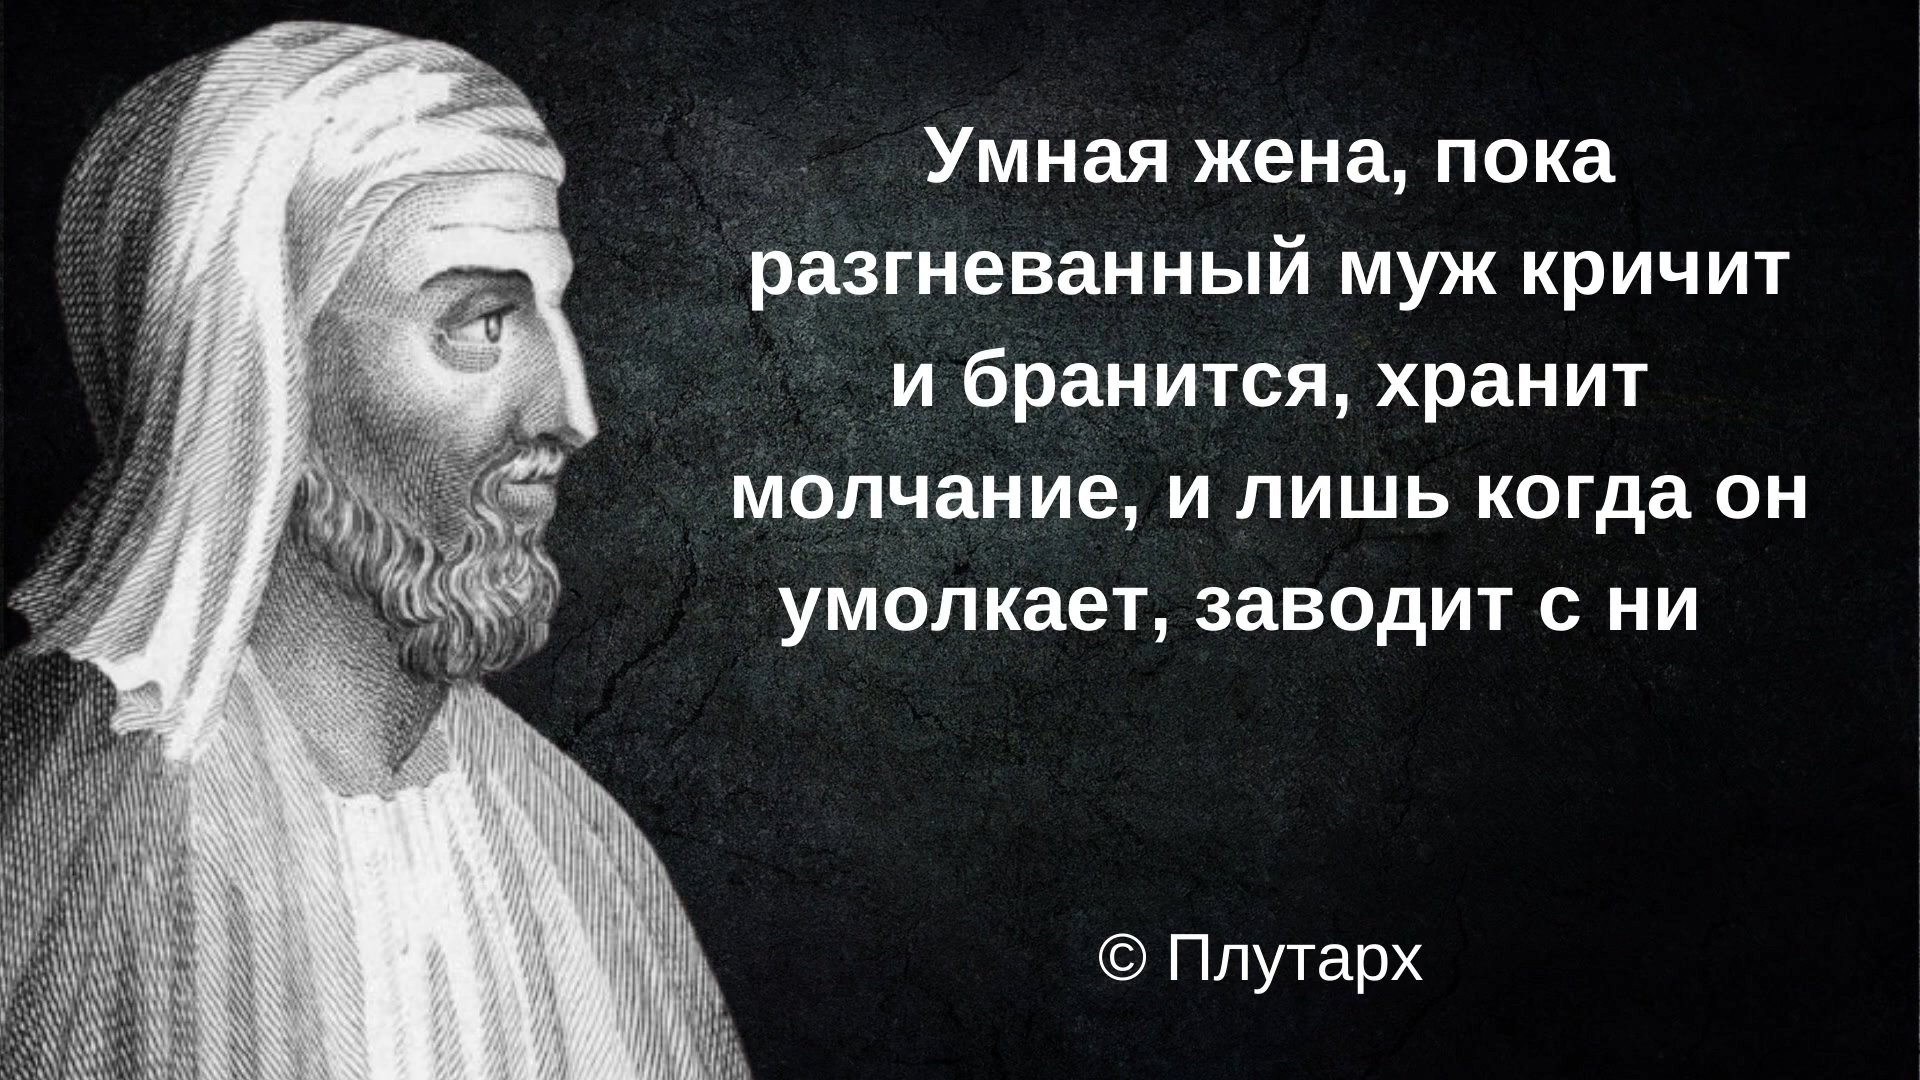 Умная жена, пока
разгневанный муж кричит
и бранится, хранит
молчание, и лишь когда он
умолкает, заводит с ни
© Плутарх